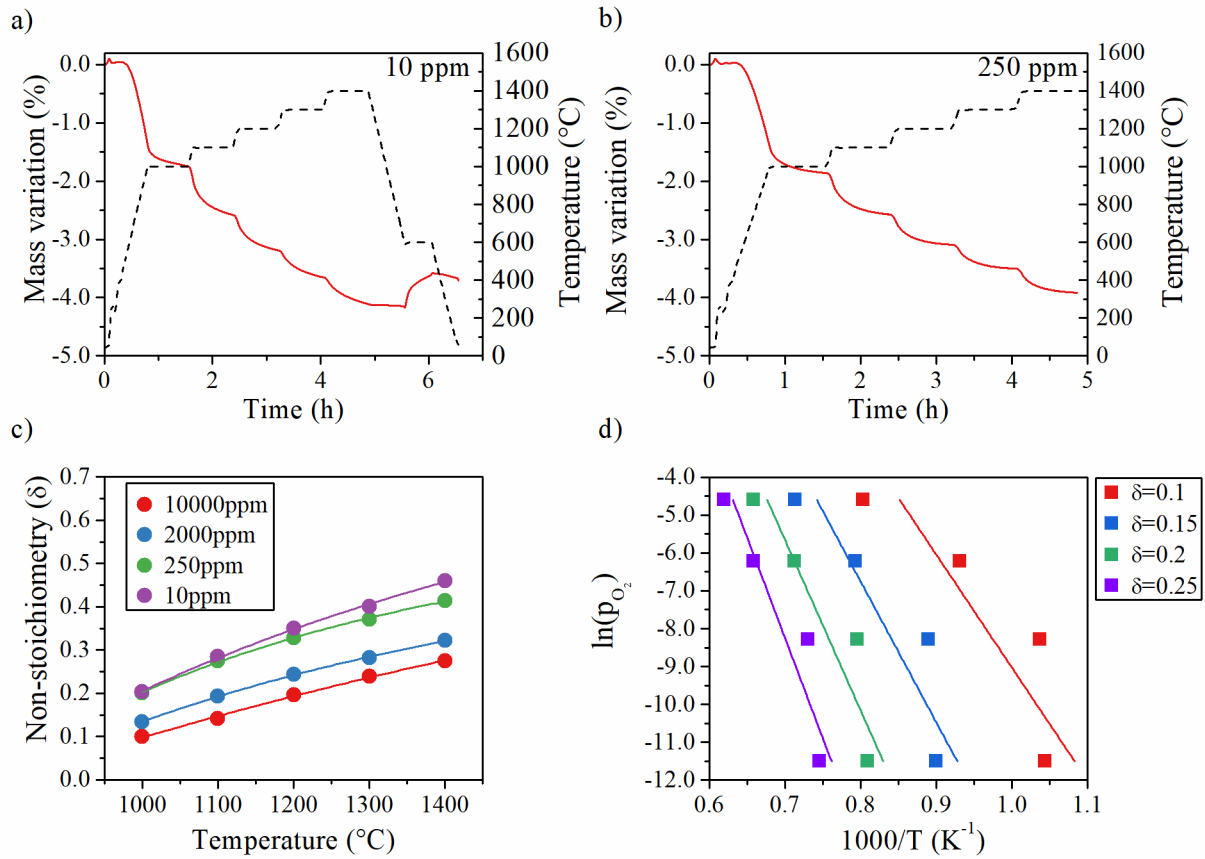 a)
10 ppm
0.0
-1.0
-2.0
-3.0
-4.0
-5.0
Mass variation (%)
0
2
4
6
Time (h)
1600
1400
1200
1000
800
600
400
200
0
Temperature (°C)
b)
250 ppm
0.0
-1.0
-2.0
-3.0
-4.0
-5.0
Mass variation (%)
0
1
2
3
4
5
Time (h)
1600
1400
1200
1000
800
600
400
200
0
Temperature (°C)
c)
0.7
0.6
0.5
0.4
0.3
0.2
0.1
0.0
Non-stoichiometry (δ)
10000ppm
2000ppm
250ppm
10ppm
1000
1100
1200
1300
1400
Temperature (°C)
d)
-4.0
-5.0
-6.0
-7.0
-8.0
-9.0
-10.0
-11.0
-12.0
ln(pO2)
0.6
0.7
0.8
0.9
1.0
1.1
1000/T (K-1)
δ=0.1
δ=0.15
δ=0.2
δ=0.25